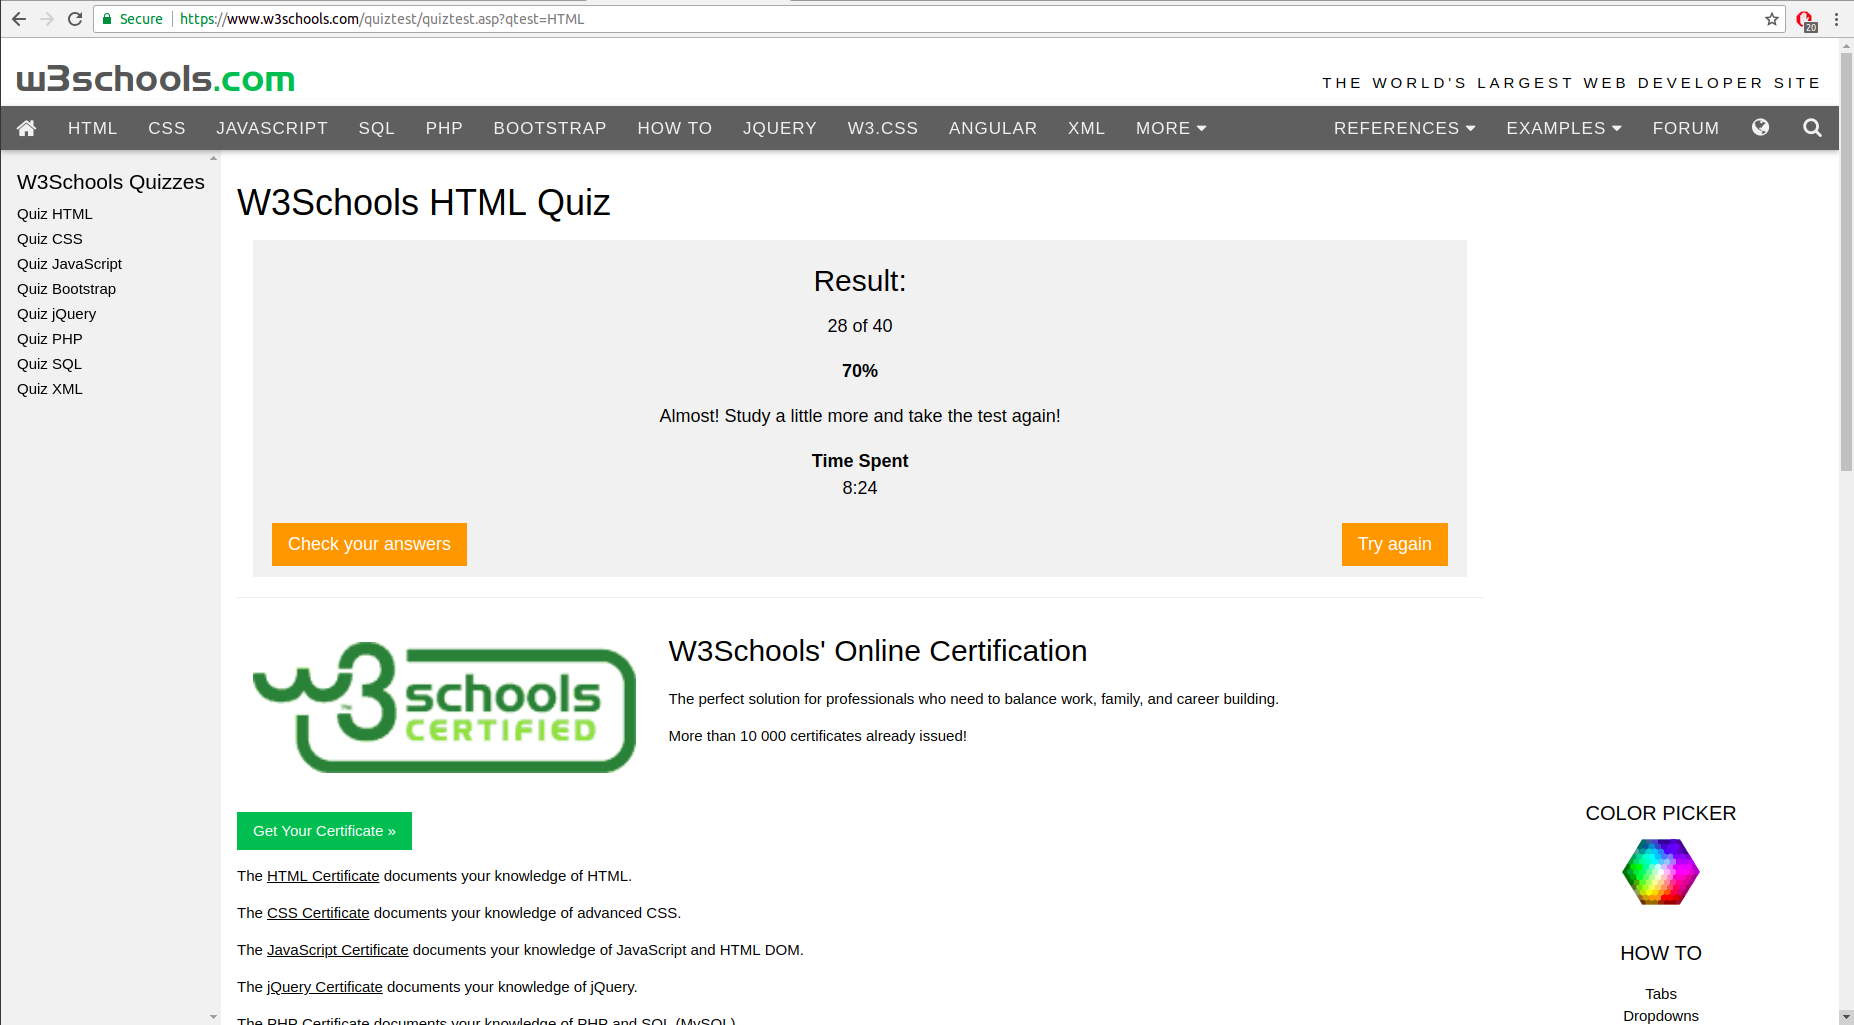 Secure https://www.w3schools.com/quiztest/quiztest.asp?qtest=HTML
20
w3schools.com
THE WORLD'S LARGEST WEB DEVELOPER SITE
HTML CSS JAVASCRIPT SQL PHP BOOTSTRAP HOW TO JQUERY W3.CSS ANGULAR XML MORE REFERENCES EXAMPLES FORUM
W3Schools Quizzes
Quiz HTML
Quiz CSS
Quiz JavaScript
Quiz Bootstrap
Quiz jQuery
Quiz PHP
Quiz SQL
Quiz XML
W3Schools HTML Quiz
Result:
28 of 40
70%
Almost! Study a little more and take the test again!
Time Spent
8:24
Check your answers
Try again
w3schools
CERTIFIED
W3Schools' Online Certification
The perfect solution for professionals who need to balance work, family, and career building.
More than 10 000 certificates already issued!
Get Your Certificate »
The HTML Certificate documents your knowledge of HTML.
The CSS Certificate documents your knowledge of advanced CSS.
The JavaScript Certificate documents your knowledge of JavaScript and HTML DOM.
The jQuery Certificate documents your knowledge of jQuery.
The PHP Certificate documents your knowledge of PHP and SQL (MySQL).
COLOR PICKER
HOW TO
Tabs
Dropdowns